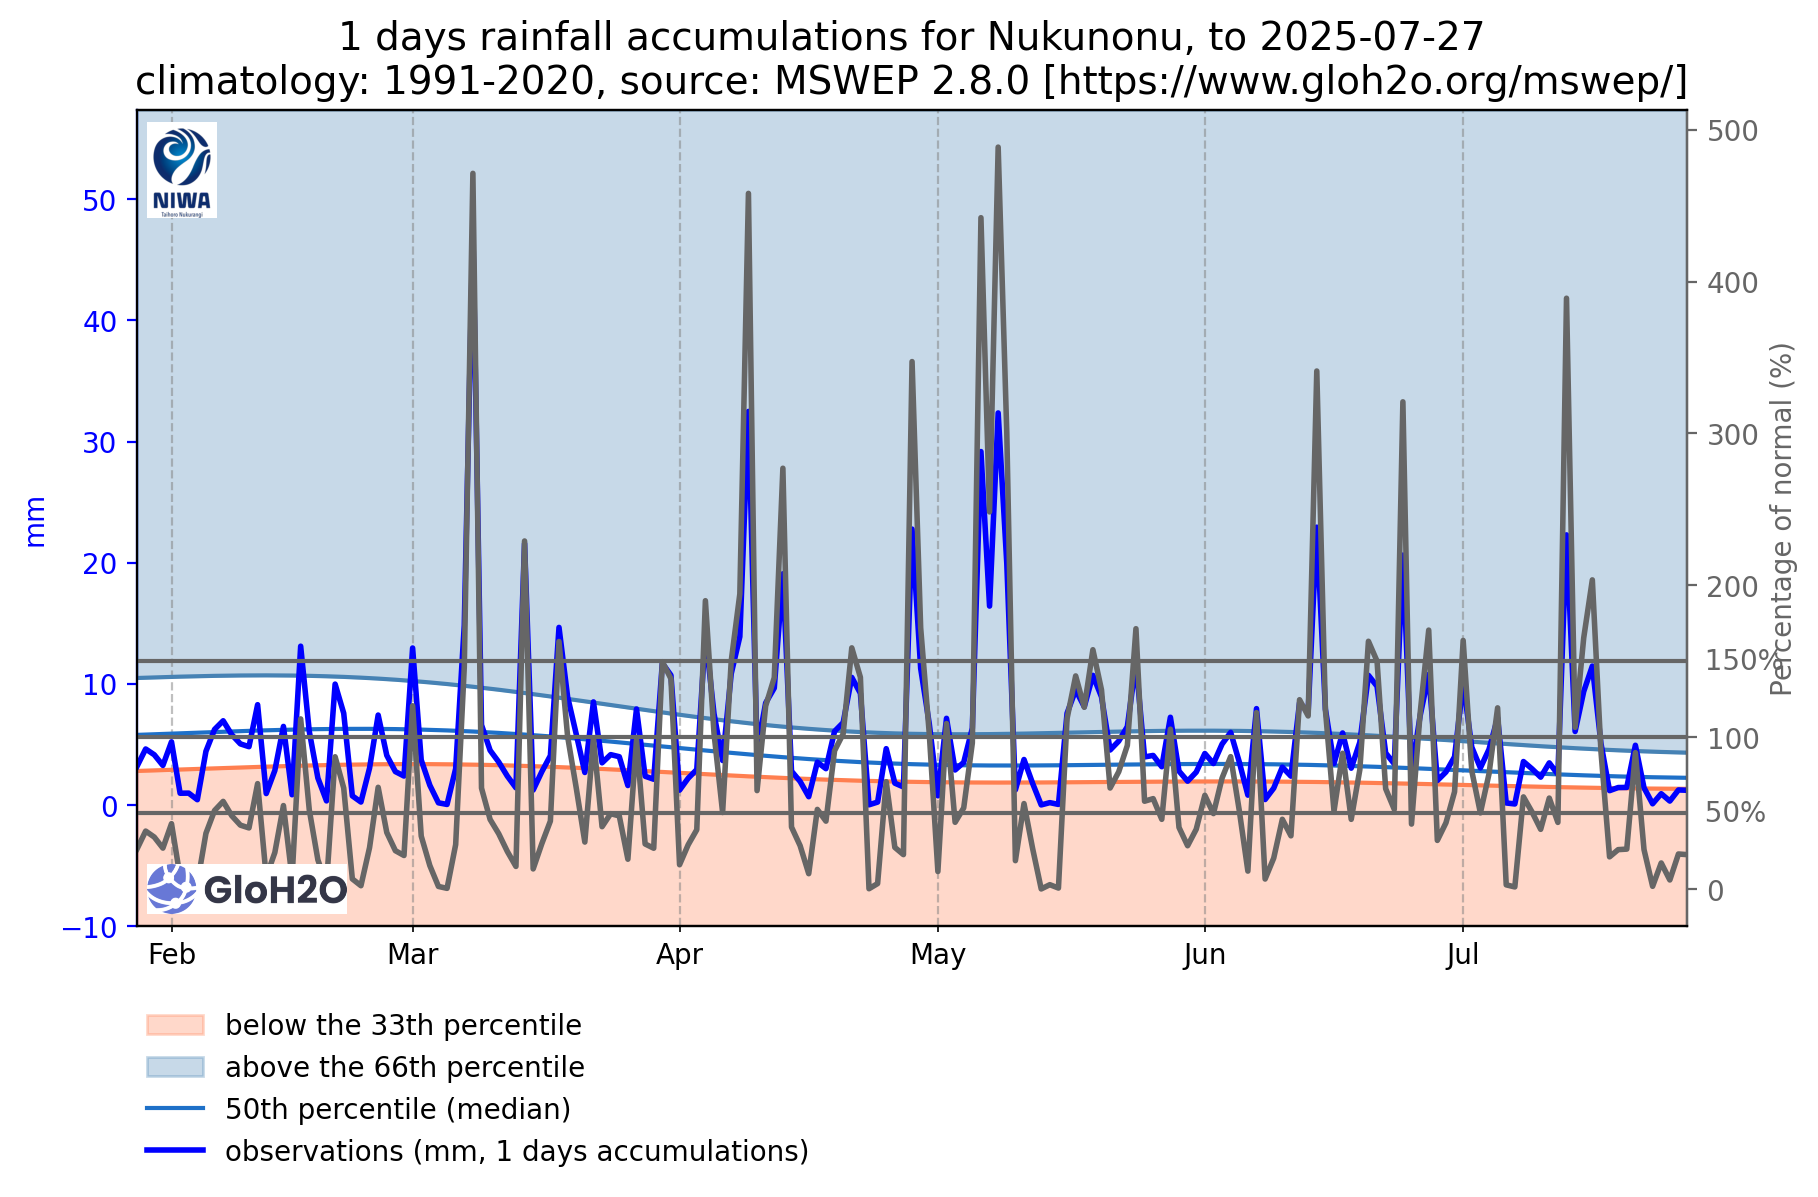 1 days rainfall accumulations for Nukunonu, to 2025-07-27
climatology: 1991-2020, source: MSWEP 2.8.0 [https://www.gloh2o.org/mswep/]
NIWA
Taihoro Nukurangi
mm
50
40
30
20
10
0
−10
500
400
300
200
150%
100
50%
0
Percentage of normal (%)
GloH2O
Feb Mar Apr May Jun Jul
below the 33th percentile
above the 66th percentile
50th percentile (median)
observations (mm, 1 days accumulations)